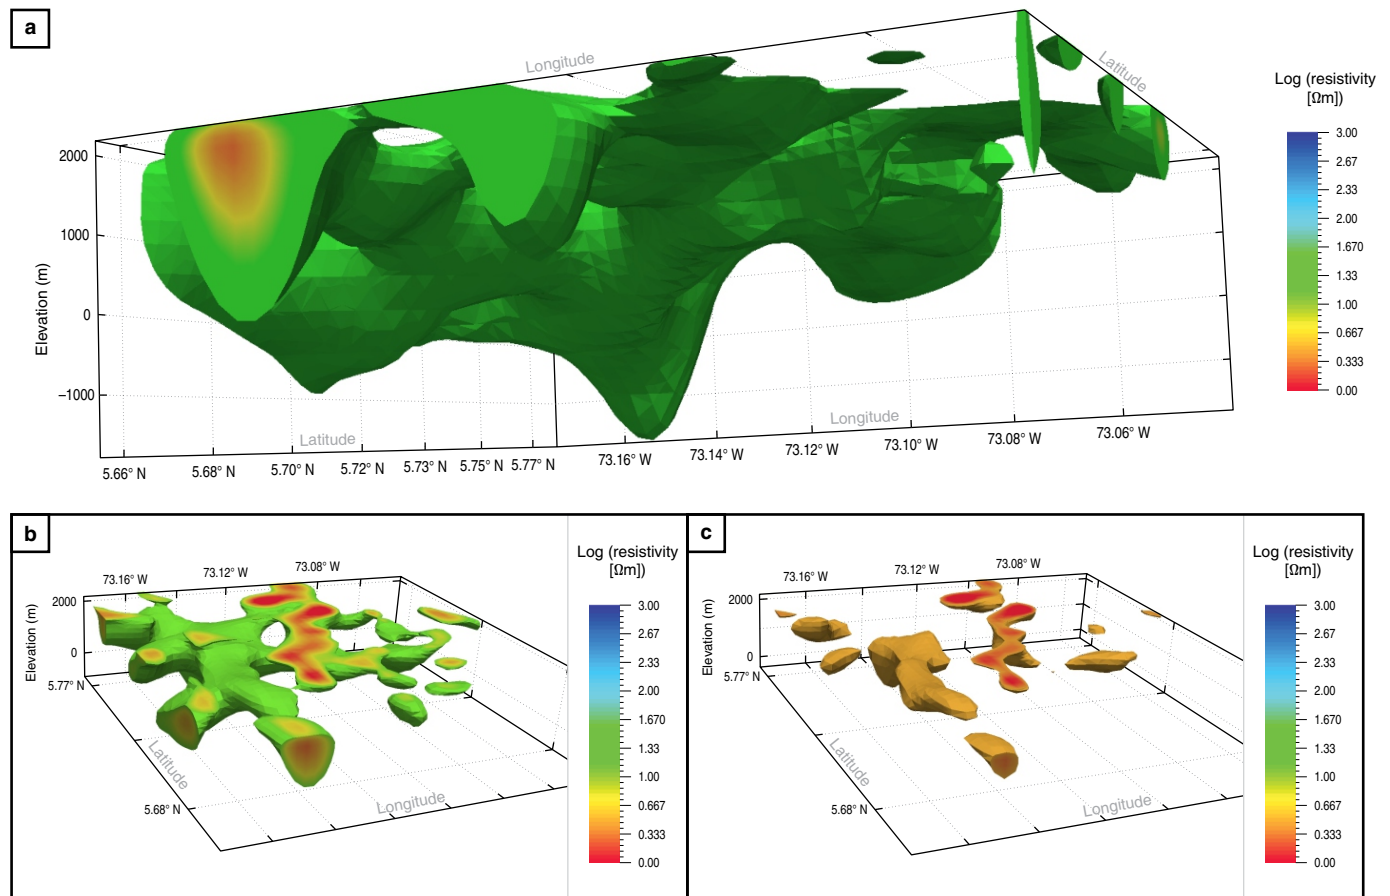 a
Longitude
Latitude
Log (resistivity
[Ωm])
3.00
2.67
2.33
2.00
1.670
1.33
1.00
0.667
0.333
0.00
Elevation (m)
2000
1000
0
−1000
Latitude
Longitude
5.66° N
5.68° N
5.70° N
5.72° N
5.73° N
5.75° N
5.77° N
73.16° W
73.14° W
73.12° W
73.10° W
73.08° W
73.06° W
b
73.16° W
73.12° W
73.08° W
Elevation (m)
2000
0
5.77° N
Latitude
5.68° N
Longitude
Log (resistivity
[Ωm])
3.00
2.67
2.33
2.00
1.670
1.33
1.00
0.667
0.333
0.00
c
73.16° W
73.12° W
73.08° W
Elevation (m)
2000
0
5.77° N
Latitude
5.68° N
Longitude
Log (resistivity
[Ωm])
3.00
2.67
2.33
2.00
1.670
1.33
1.00
0.667
0.333
0.00